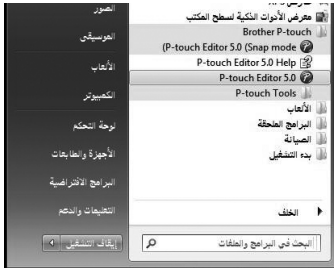 معرض الأدوات الذكية لسطح المكتب
Brother P-touch
(P-touch Editor 5.0 (Snap mode
P-touch Editor 5.0 Help
P-touch Editor 5.0
P-touch Tools
الألعاب
البرامج الملحقة
الصيانة
بدء التشغيل
الخلف
البحث في البرامج والملفات
الصور
الموسيقى
الألعاب
الكمبيوتر
لوحة التحكم
الأجهزة والطابعات
البرامج الافتراضية
التعليمات والدعم
إيقاف التشغيل